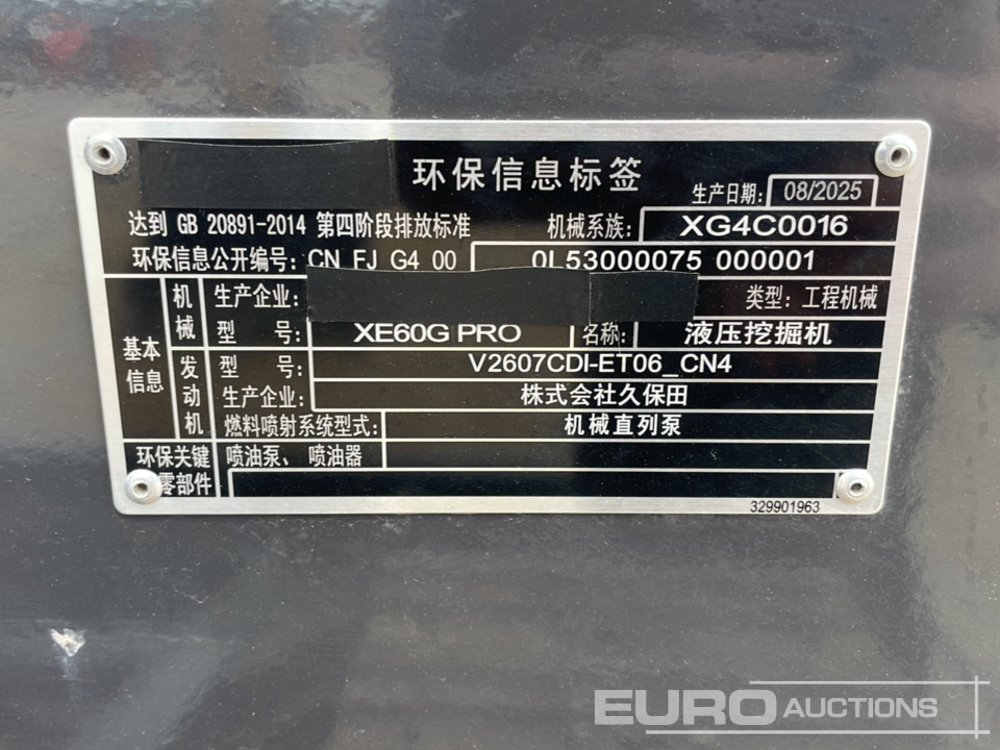 环保信息标签
生产日期: 08/2025
达到 GB 20891-2014 第四阶段排放标准 机械系族: XG4C0016
环保信息公开编号: CN FJ G4 00 0L53000075 000001
基本信息
机械
生产企业: 类型: 工程机械
型 号: XE60G PRO 名称: 液压挖掘机
发动机
型 号: V2607CDI-ET06_CN4
生产企业: 株式会社久保田
燃料喷射系统型式: 机械直列泵
环保关键零部件
喷油泵、喷油器
329901963
EURO AUCTIONS